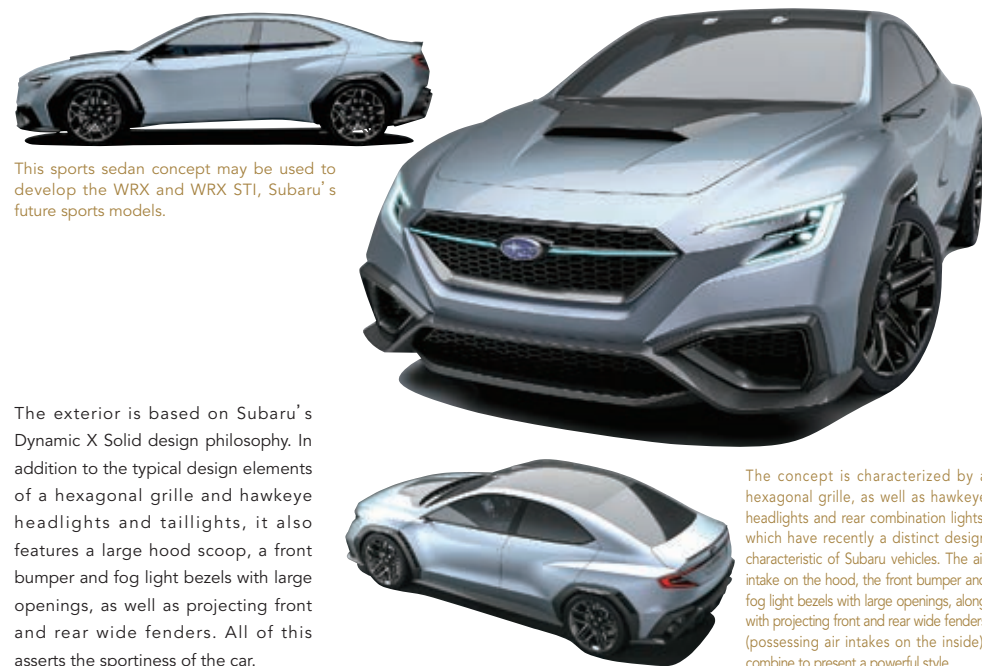 This sports sedan concept may be used to
develop the WRX and WRX STI, Subaru's
future sports models.
The exterior is based on Subaru's
Dynamic X Solid design philosophy. In
addition to the typical design elements
of a hexagonal grille and hawkeye
headlights and taillights, it also
features a large hood scoop, a front
bumper and fog light bezels with large
openings, as well as projecting front
and rear wide fenders. All of this
asserts the sportiness of the car.
The concept is characterized by a
hexagonal grille, as well as hawkeye
headlights and rear combination lights
which have recently a distinct design
characteristic of Subaru vehicles. The
intake on the hood, the front bumper and
fog light bezels with large openings, along
with projecting front and rear wide fenders
(possessing air intakes on the inside)
combine to present a powerful style